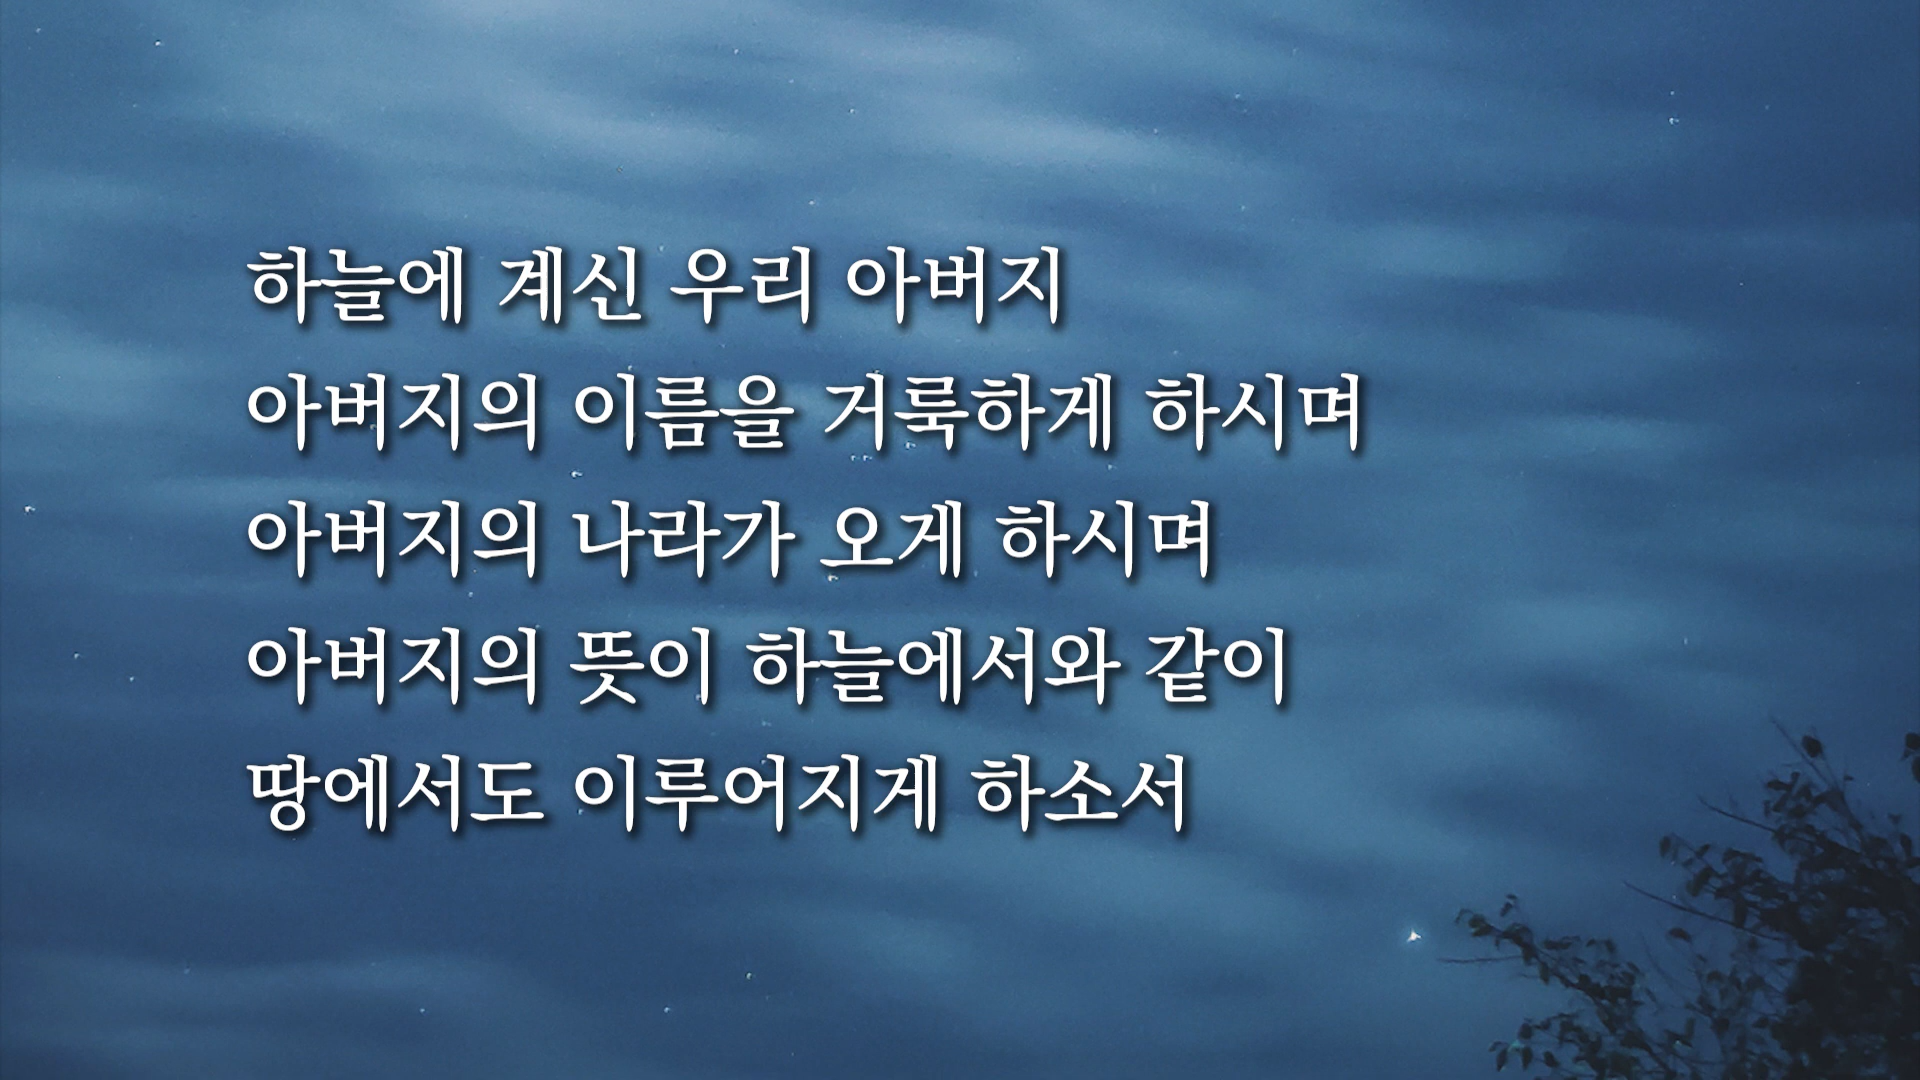 하늘에 계신 우리 아버지
아버지의 이름을 거룩하게 하시며
아버지의 나라가 오게 하시며
아버지의 뜻이 하늘에서와 같이
땅에서도 이루어지게 하소서